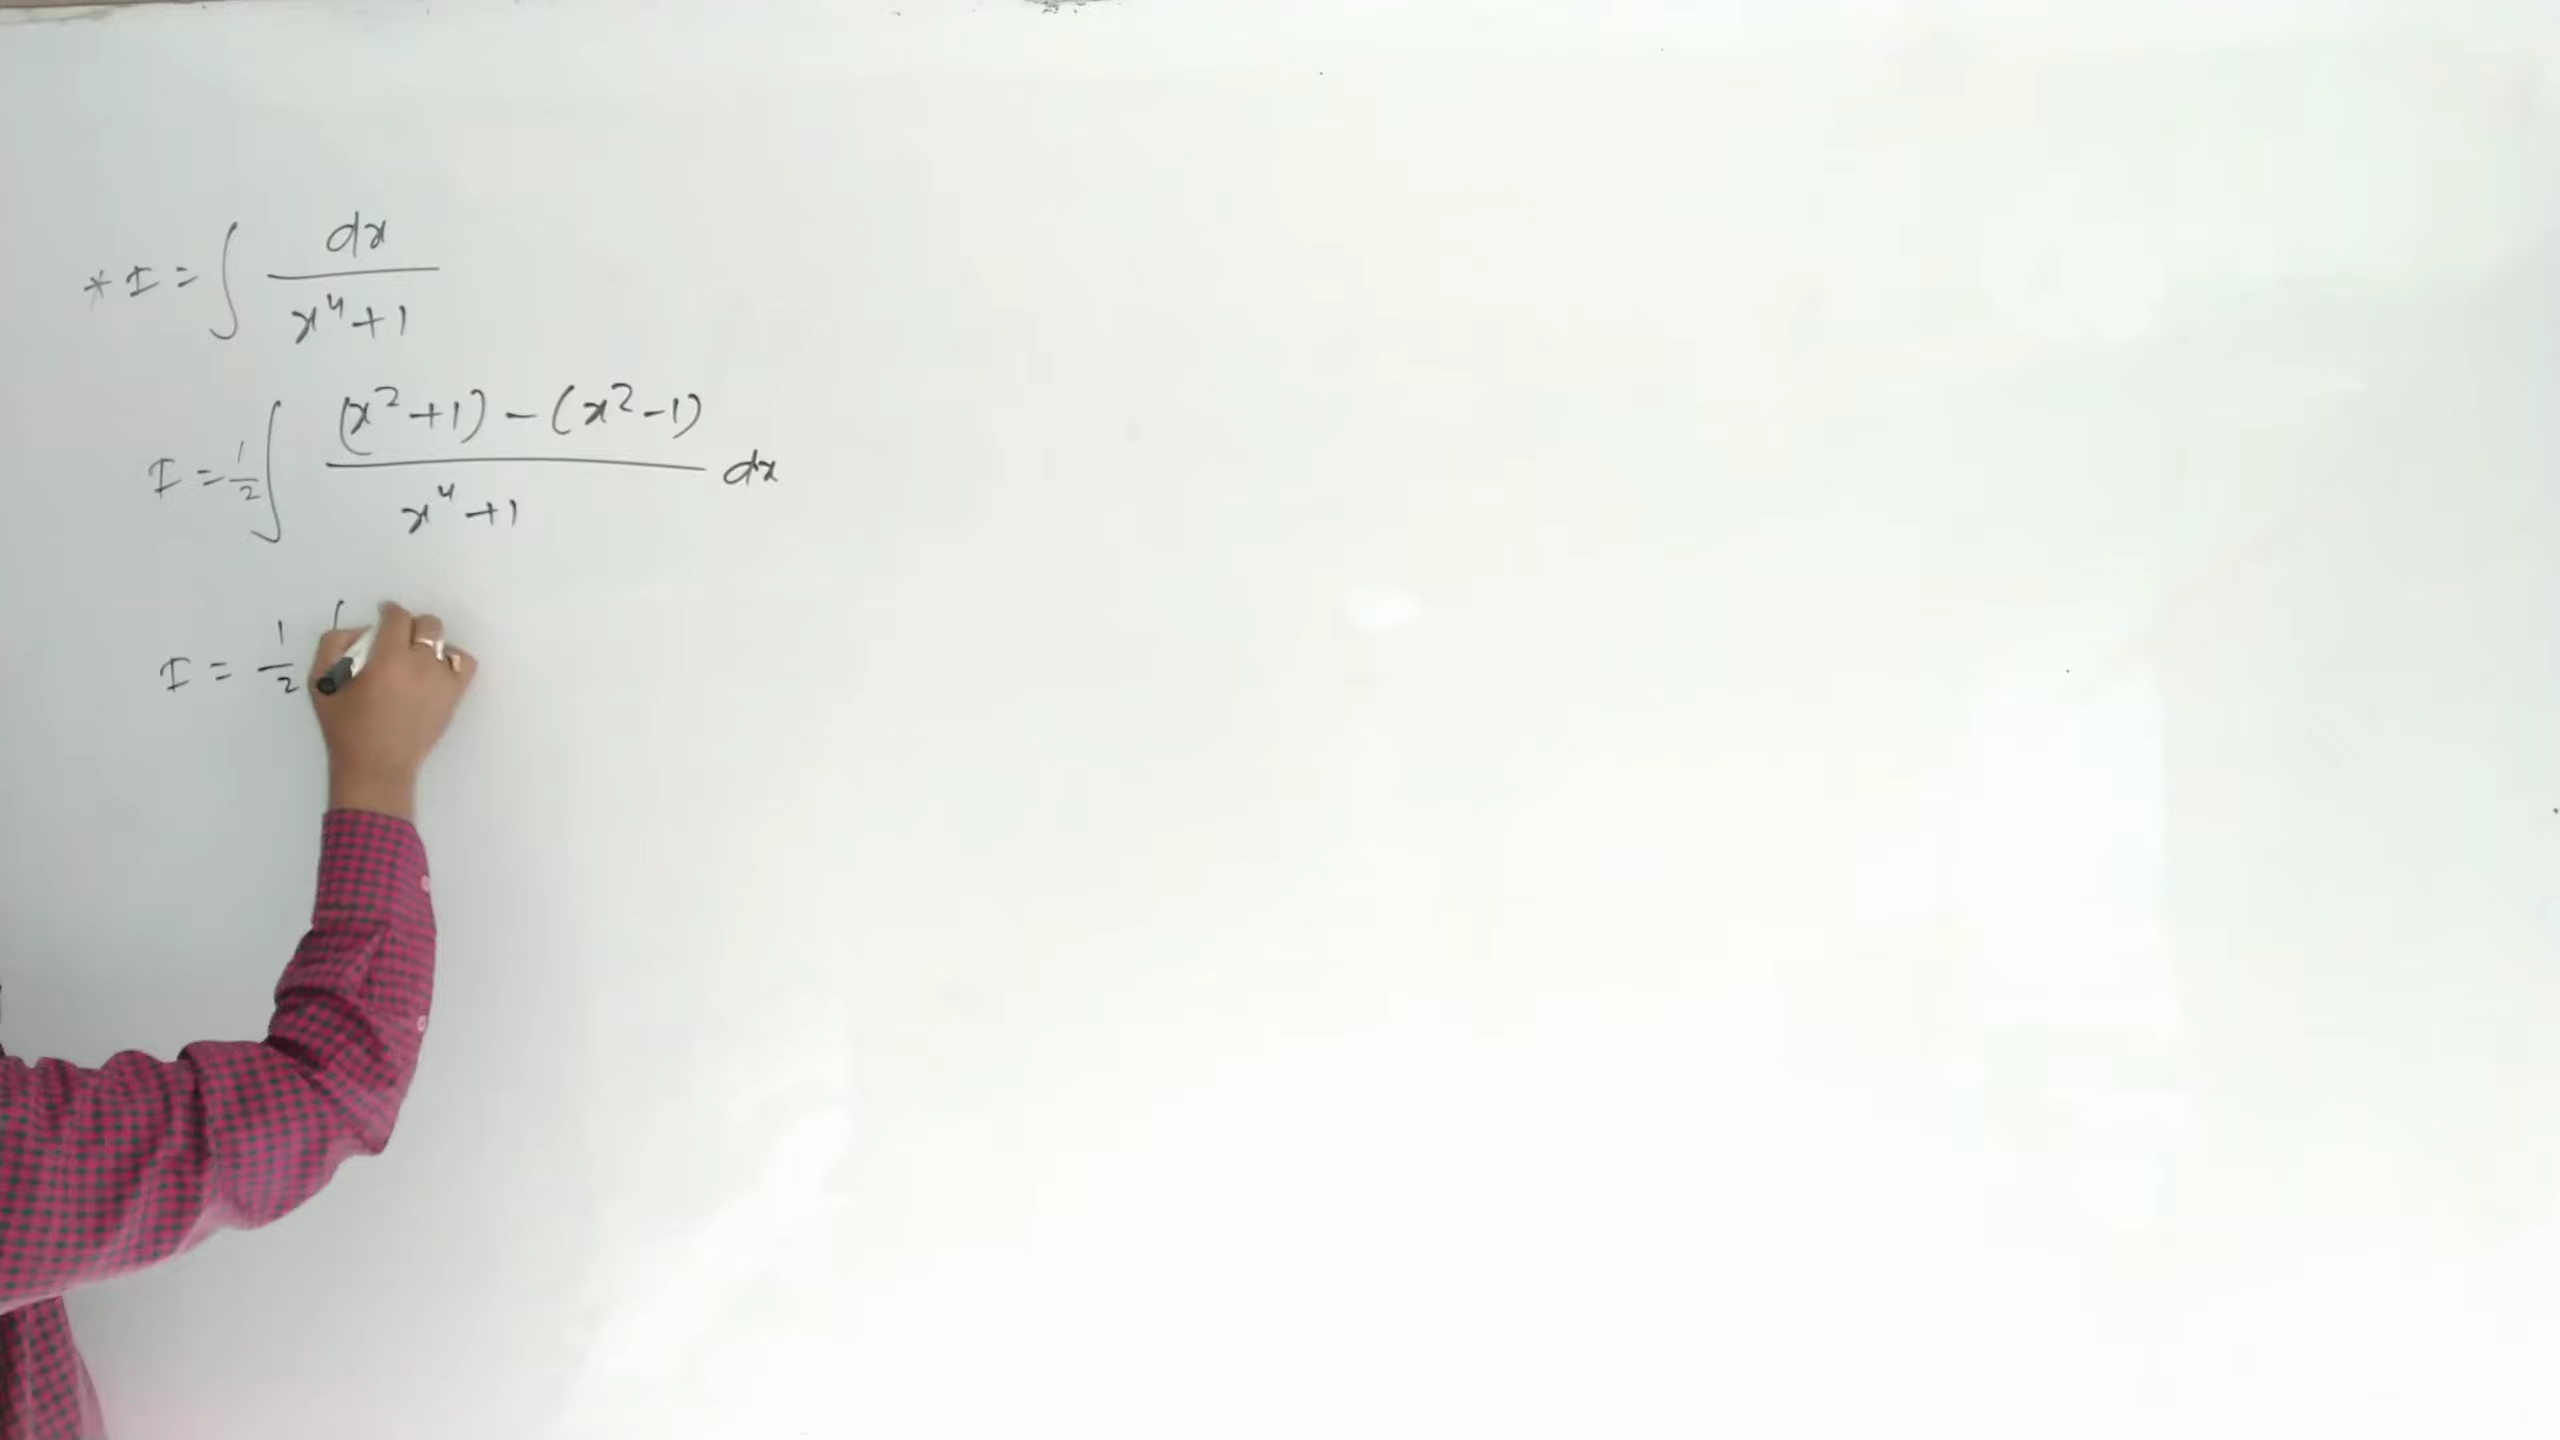 * I = ∫ dx / (x⁴+1)
I = 1/2 ∫ ((x²+1) - (x²-1)) / (x⁴+1) dx
I = 1/2 ∫